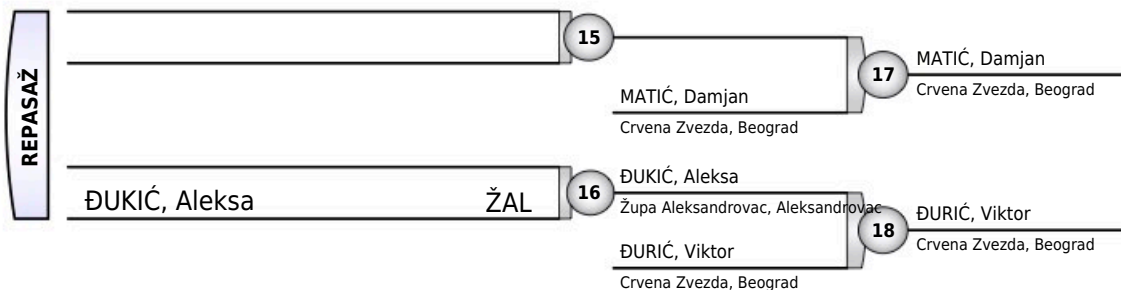 REPASAŽ
15
MATIĆ, Damjan
Crvena Zvezda, Beograd
17
MATIĆ, Damjan
Crvena Zvezda, Beograd
ĐUKIĆ, Aleksa ŽAL
16
ĐUKIĆ, Aleksa
Župa Aleksandrovac, Aleksandrovac
ĐURIĆ, Viktor
Crvena Zvezda, Beograd
18
ĐURIĆ, Viktor
Crvena Zvezda, Beograd